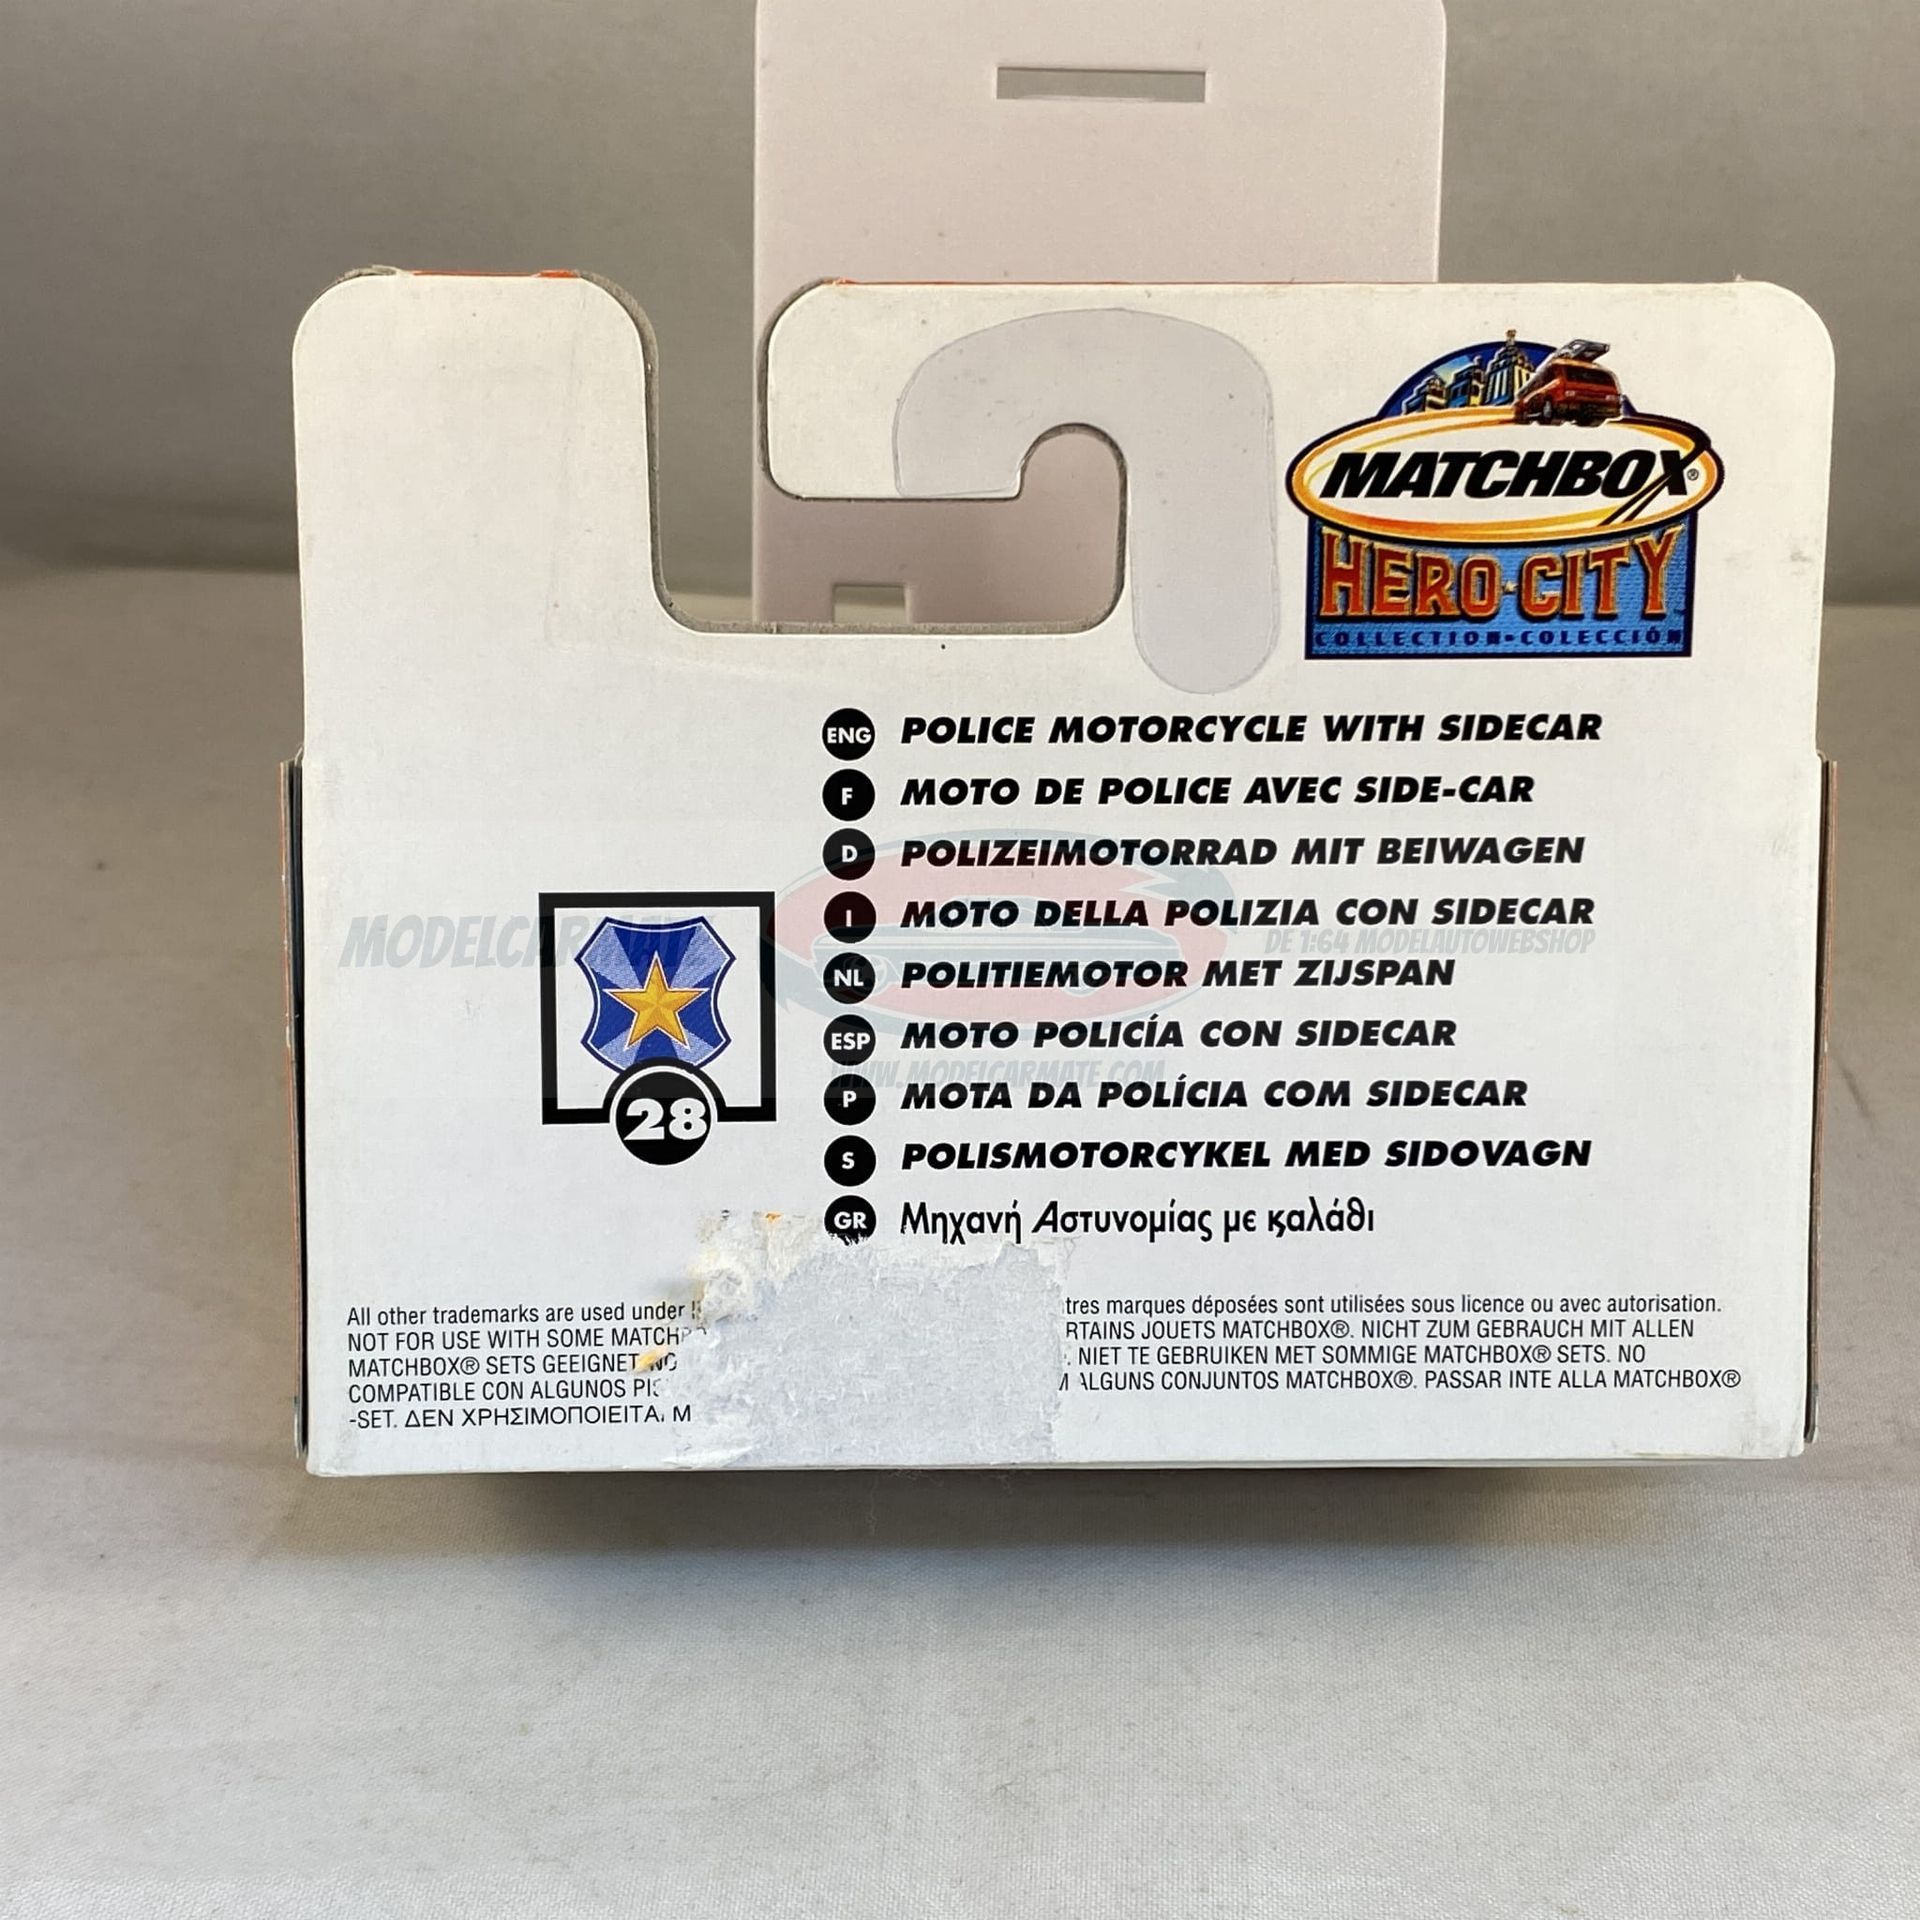 MATCHBOX®
HERO·CITY
COLLECTION•COLECCIÓN
ENG POLICE MOTORCYCLE WITH SIDECAR
F MOTO DE POLICE AVEC SIDE-CAR
D POLIZEIMOTORRAD MIT BEIWAGEN
I MOTO DELLA POLIZIA CON SIDECAR
MODELCARMATE
DE 1:64 MODELAUTOWEBSHOP
NL POLITIEMOTOR MET ZIJSPAN
ESP MOTO POLICÍA CON SIDECAR
WWW.MODELCARMATE.COM
P MOTA DA POLÍCIA COM SIDECAR
28
S POLISMOTORCYKEL MED SIDOVAGN
GR Μηχανή Αστυνομίας με καλάθι
All other trademarks are used under tres marques déposées sont utilisées sous licence ou avec autorisation.
NOT FOR USE WITH SOME MATCH RTAINS JOUETS MATCHBOX®. NICHT ZUM GEBRAUCH MIT ALLEN
MATCHBOX® SETS GEEIGNET NIET TE GEBRUIKEN MET SOMMIGE MATCHBOX® SETS. NO
COMPATIBLE CON ALGUNOS ALGUNS CONJUNTOS MATCHBOX®. PASSAR INTE ALLA MATCHBOX®
-SET. ΔΕΝ ΧΡΗΣΙΜΟΠΟΙΕΙΤΑΙ Μ